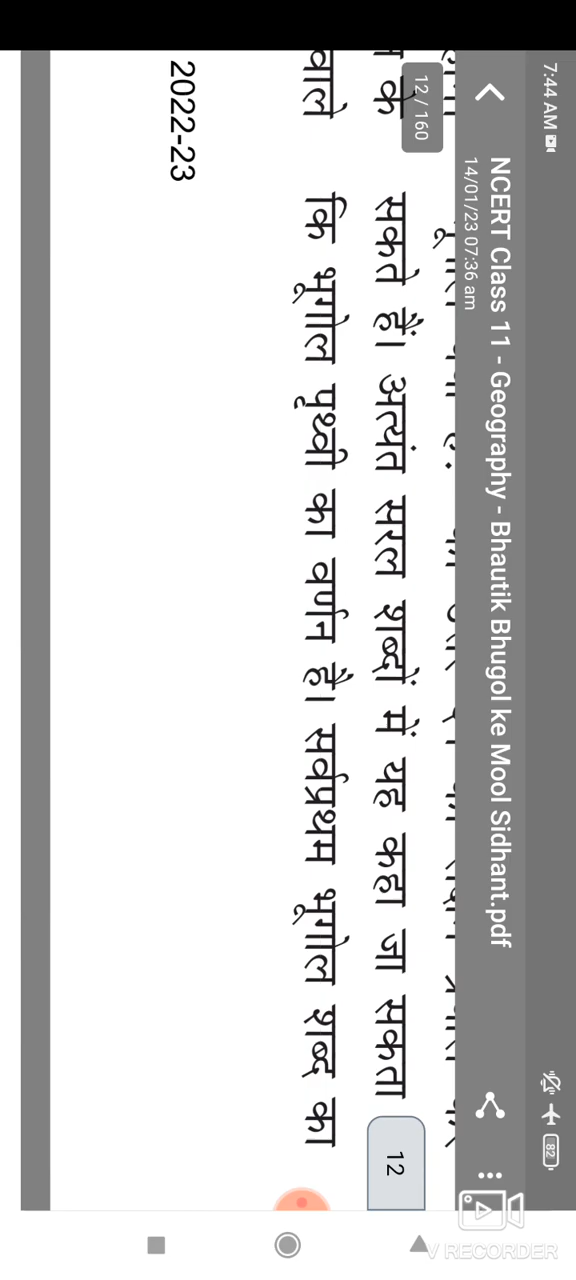 7:44 AM
82
NCERT Class 11 - Geography - Bhautik Bhugol ke Mool Sidhant.pdf
14/01/23 07:36 am
12 / 160
के सकते हैं। अत्यंत सरल शब्दों में यह कहा जा सकता
12
वाले कि भूगोल पृथ्वी का वर्णन है। सर्वप्रथम भूगोल शब्द का
2022-23
V RECORDER